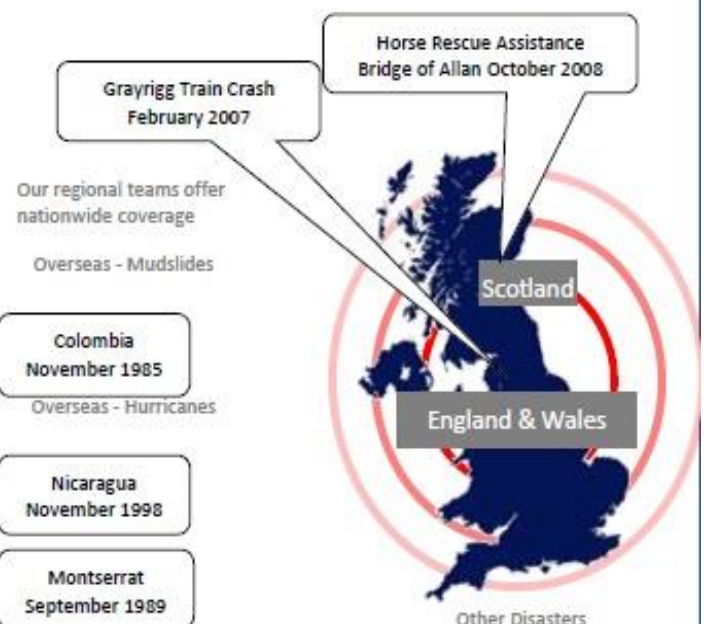 Horse Rescue Assistance
Bridge of Allan October 2008
Grayrigg Train Crash
February 2007
Our regional teams offer
nationwide coverage
Overseas - Mudslides
Scotland
Colombia
November 1985
Overseas - Hurricanes
England & Wales
Nicaragua
November 1998
Montserrat
September 1989
Other Disasters